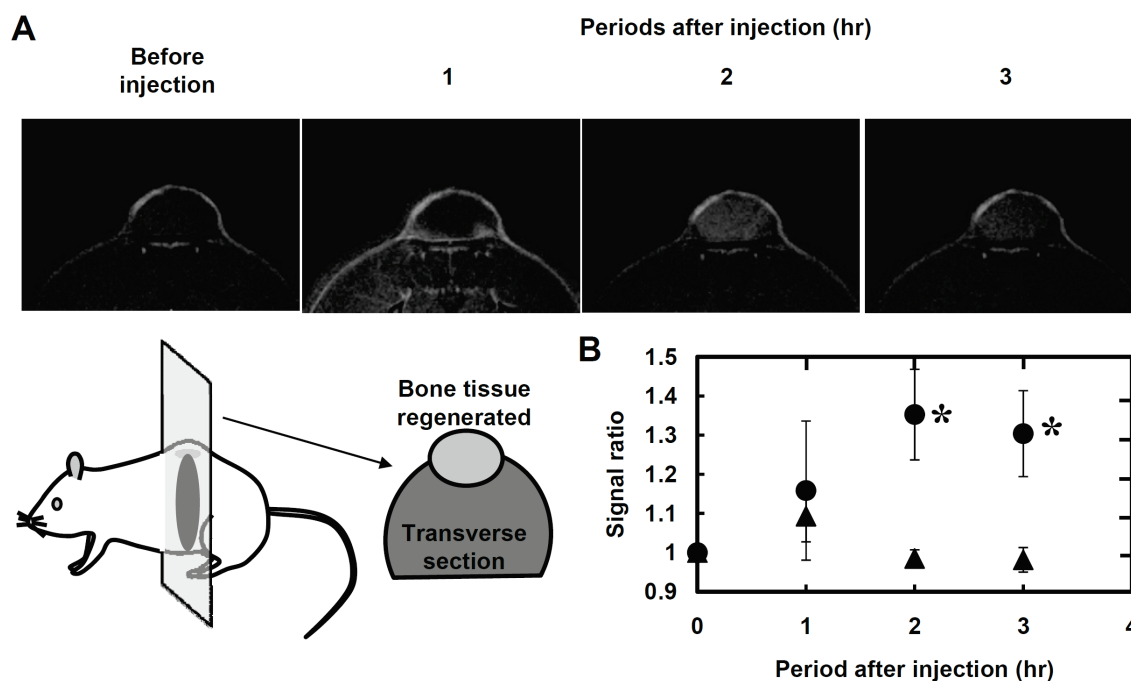 A
Periods after injection (hr)
Before
injection
1
2
3
Bone tissue
regenerated
Transverse
section
B
1.5
1.4
1.3
1.2
1.1
1
0.9
Signal ratio
*
*
0
1
2
3
4
Period after injection (hr)